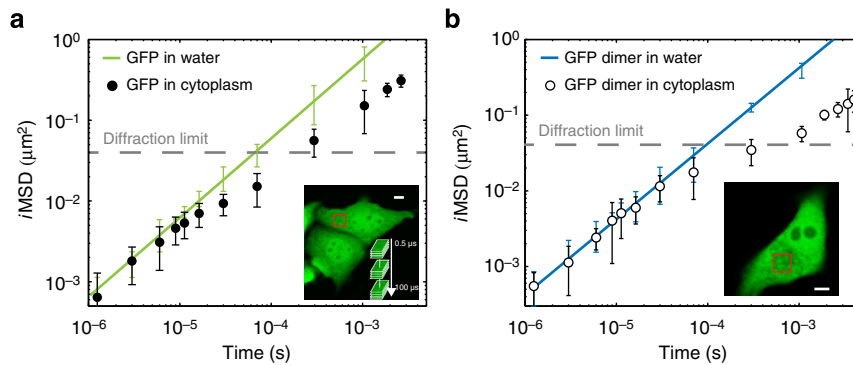 a
10⁰
10⁻¹
10⁻²
10⁻³
iMSD (μm²)
GFP in water
GFP in cytoplasm
Diffraction limit
0.5 μs
100 μs
10⁻⁶
10⁻⁵
10⁻⁴
10⁻³
Time (s)
b
10⁰
10⁻¹
10⁻²
10⁻³
iMSD (μm²)
GFP dimer in water
GFP dimer in cytoplasm
Diffraction limit
10⁻⁶
10⁻⁵
10⁻⁴
10⁻³
Time (s)